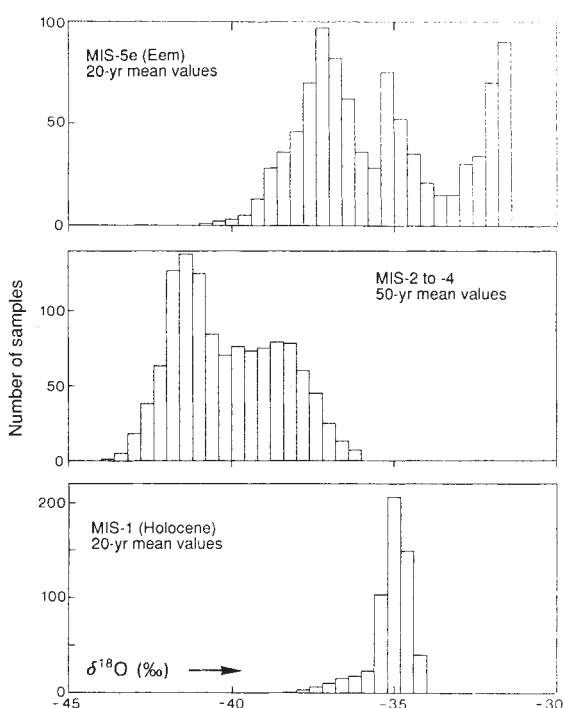 100
MIS-5e (Eem)
20-yr mean values
50
0
Number of samples
MIS-2 to -4
50-yr mean values
100
50
0
200
MIS-1 (Holocene)
20-yr mean values
100
δ¹⁸O (‰) →
0
-45 -40 -35 -30